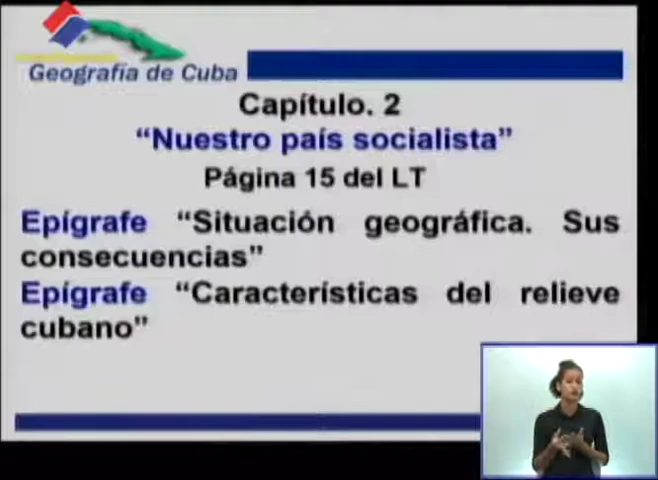 Geografía de Cuba
Capítulo. 2
“Nuestro país socialista”
Página 15 del LT
Epígrafe “Situación geográfica. Sus
consecuencias”
Epígrafe “Características del relieve
cubano”